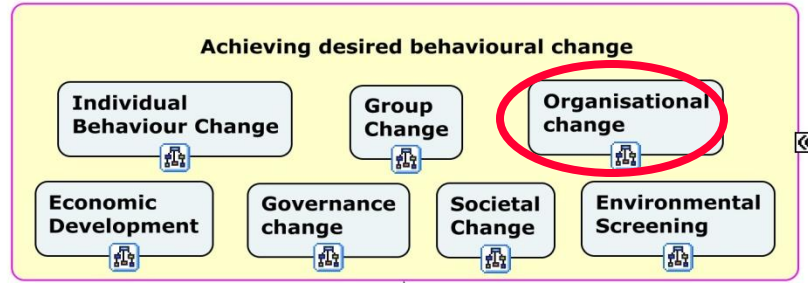 Achieving desired behavioural change
Individual
Behaviour Change
Group
Change
Organisational
change
Economic
Development
Governance
change
Societal
Change
Environmental
Screening